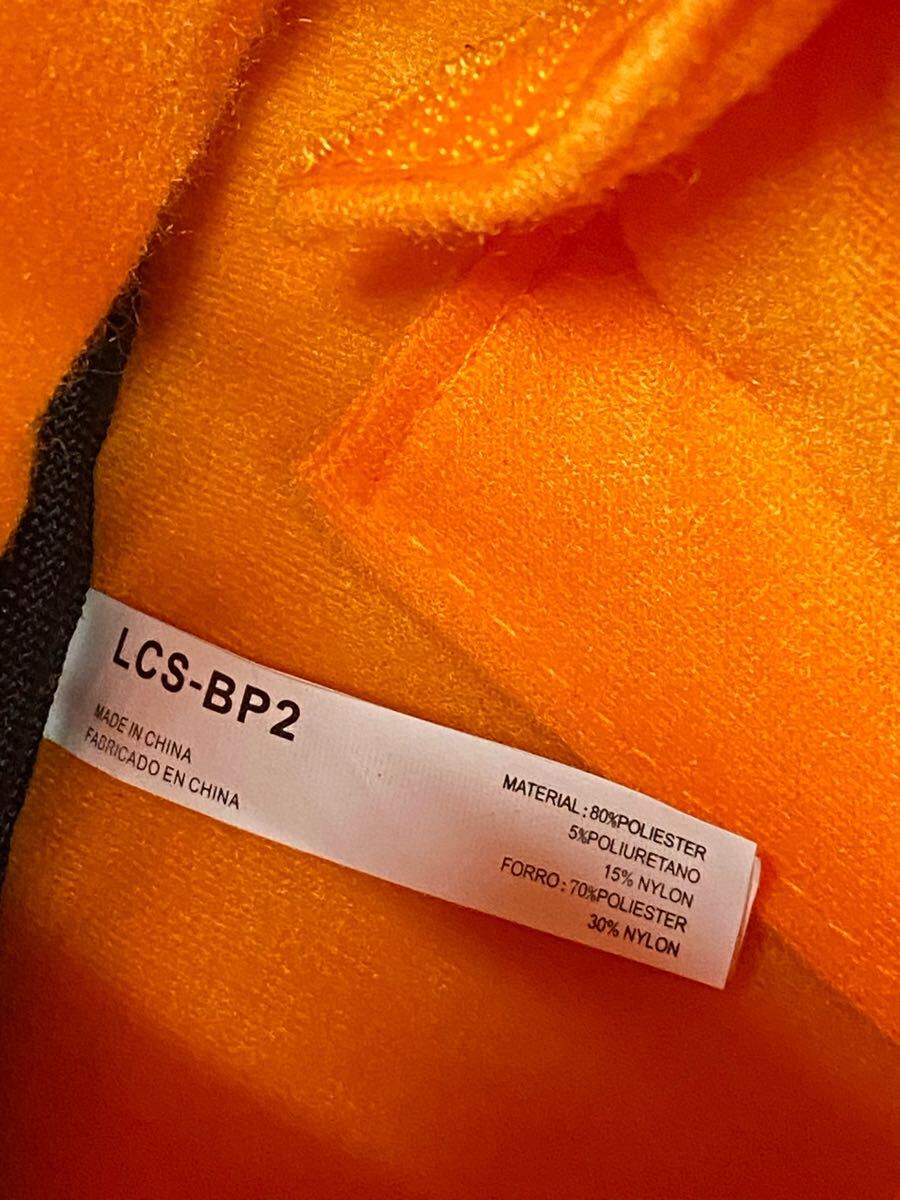 LCS-BP2
MADE IN CHINA
FABRICADO EN CHINA
MATERIAL : 80%POLIESTER
5%POLIURETANO
15% NYLON
FORRO : 70%POLIESTER
30% NYLON